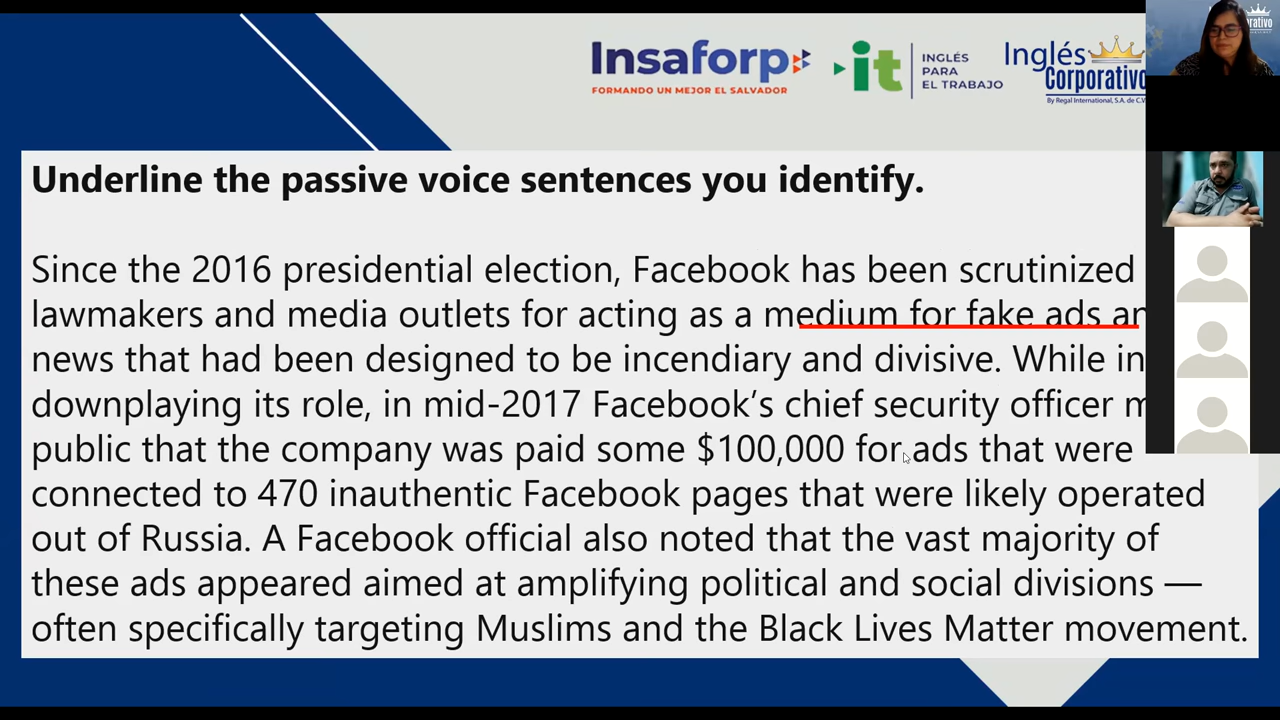 Insaforp
FORMANDO UN MEJOR EL SALVADOR
it
INGLÉS
PARA
EL TRABAJO
Inglés
Corporativo
By Regal International, S.A. de C.V.
Underline the passive voice sentences you identify.
Since the 2016 presidential election, Facebook has been scrutinized
lawmakers and media outlets for acting as a medium for fake ads
news that had been designed to be incendiary and divisive. While
downplaying its role, in mid-2017 Facebook's chief security officer
public that the company was paid some $100,000 for ads that were
connected to 470 inauthentic Facebook pages that were likely operated
out of Russia. A Facebook official also noted that the vast majority of
these ads appeared aimed at amplifying political and social divisions —
often specifically targeting Muslims and the Black Lives Matter movement.